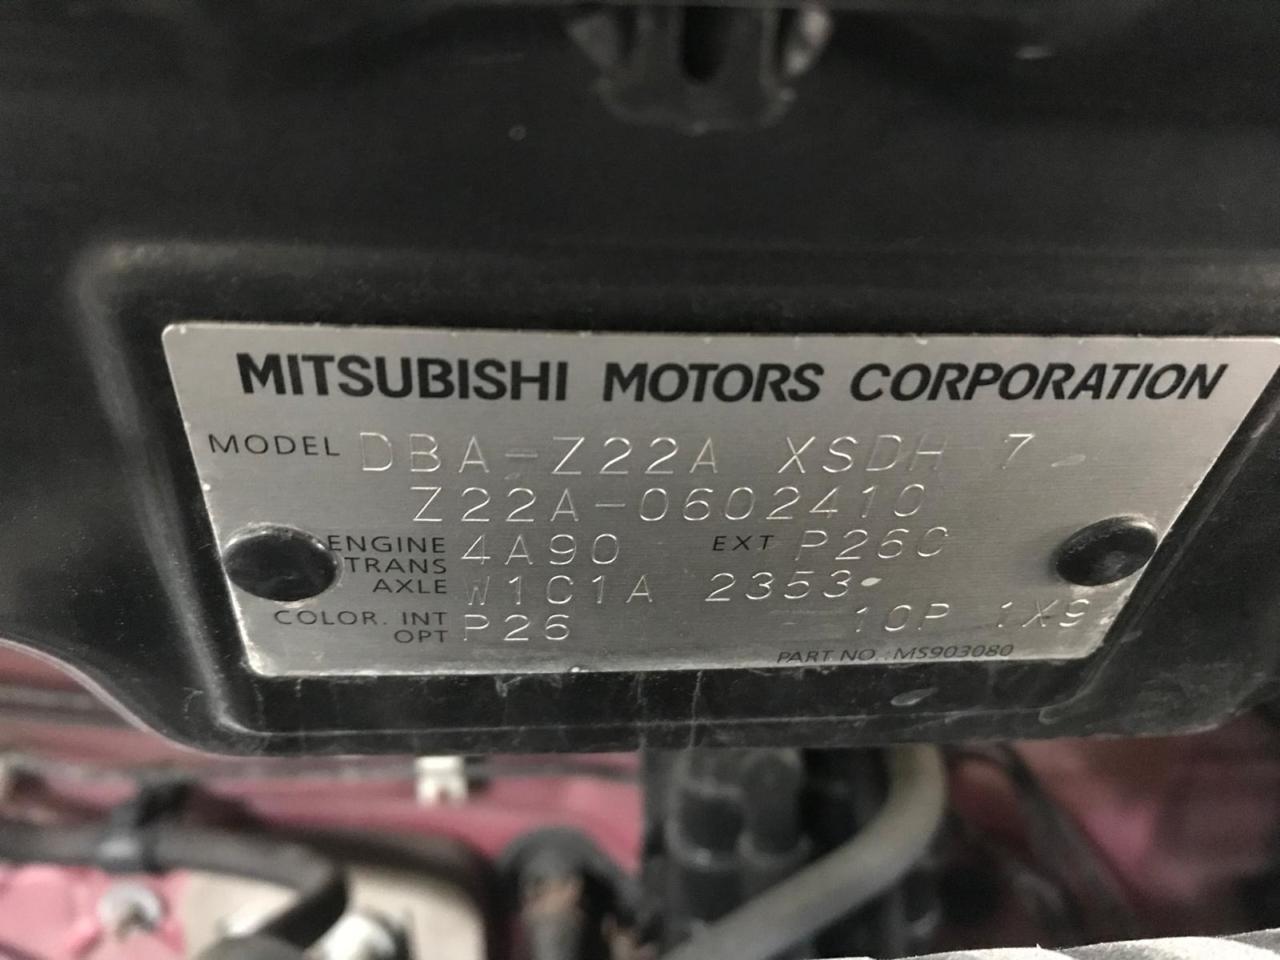 MITSUBISHI MOTORS CORPORATION
MODEL DBA-Z22A XSDH 7
Z22A-0602410
ENGINE 4A90 EXT P26C
TRANS
AXLE W1C1A 2353
COLOR. INT
OPT P26 10P 1X9
PART NO.: MS903080